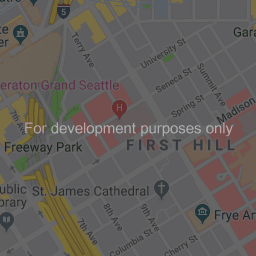 5
Terry Ave
University St
Gara
Seneca St
Summit Ave
eraton Grand Seattle
H
Spring St
Madison
For development purposes only
Freeway Park
FIRST HILL
ublic
ibrary
St. James Cathedral
7th Ave
8th Ave
9th Ave
Frye Ar
Columbia St
Cherry St